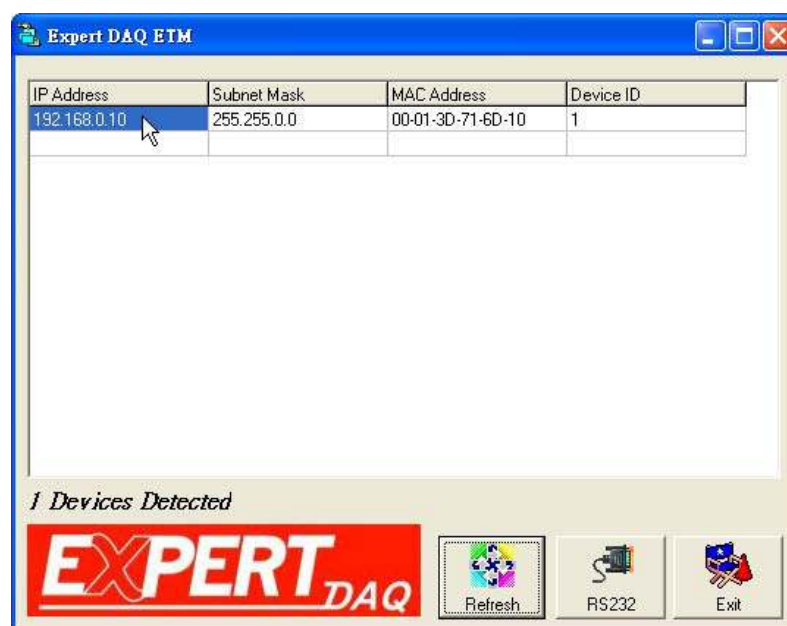 Expert DAQ ETM
IP Address Subnet Mask MAC Address Device ID
192.168.0.10 255.255.0.0 00-01-3D-71-6D-10 1
1 Devices Detected
EXPERT DAQ
Refresh RS232 Exit